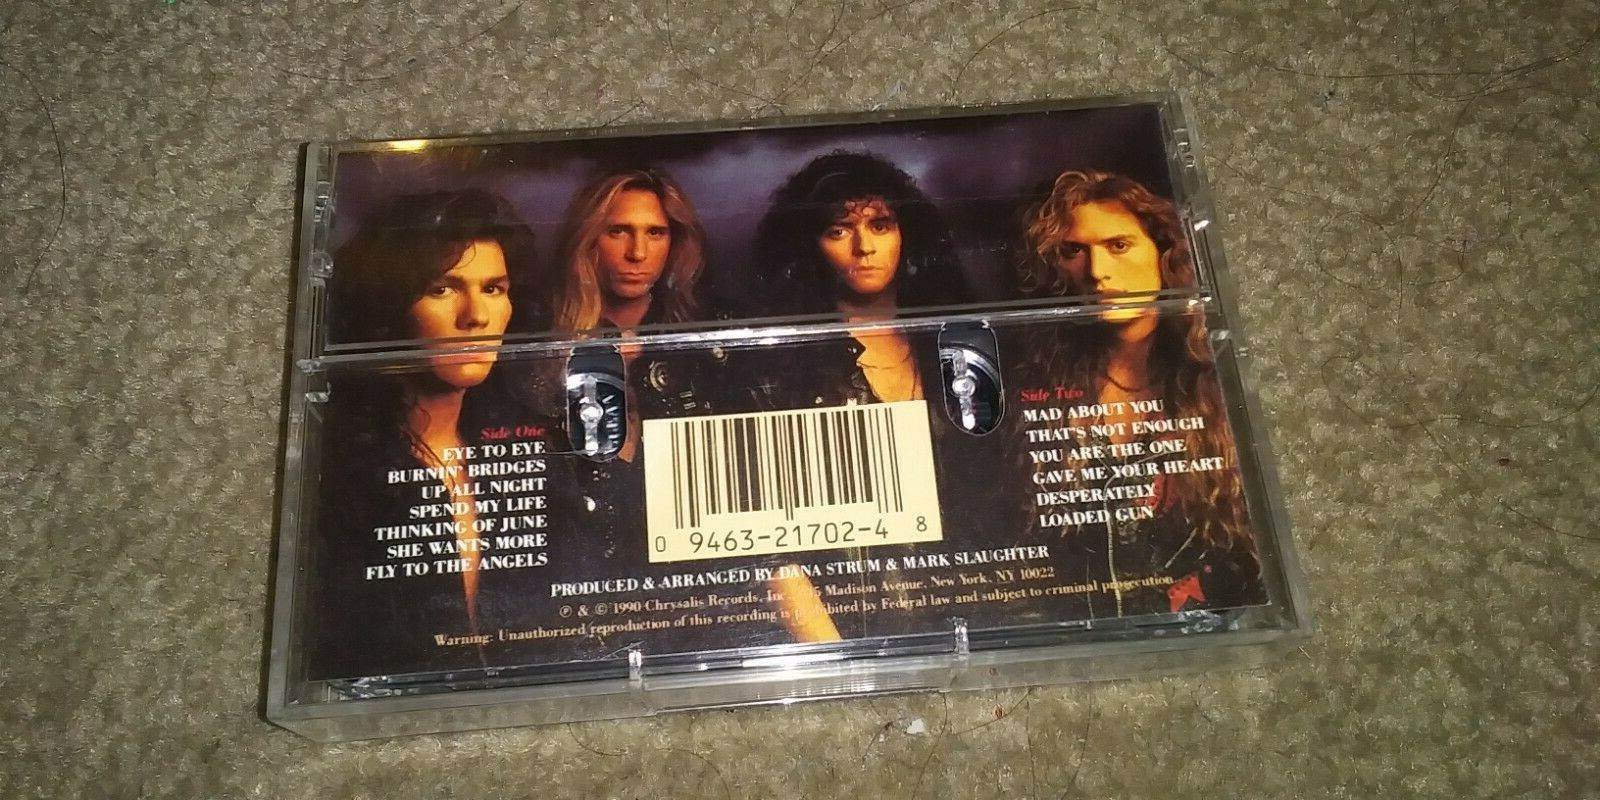 Side One
EYE TO EYE
BURNIN' BRIDGES
UP ALL NIGHT
SPEND MY LIFE
THINKING OF JUNE
SHE WANTS MORE
FLY TO THE ANGELS
Side Two
MAD ABOUT YOU
THAT'S NOT ENOUGH
YOU ARE THE ONE
GAVE ME YOUR HEART
DESPERATELY
LOADED GUN
0 9463-21702-4 8
PRODUCED & ARRANGED BY DANA STRUM & MARK SLAUGHTER
℗ & © 1990 Chrysalis Records, Inc. Madison Avenue, New York, NY 10022
Warning: Unauthorized reproduction of this recording is prohibited by Federal law and subject to criminal prosecution